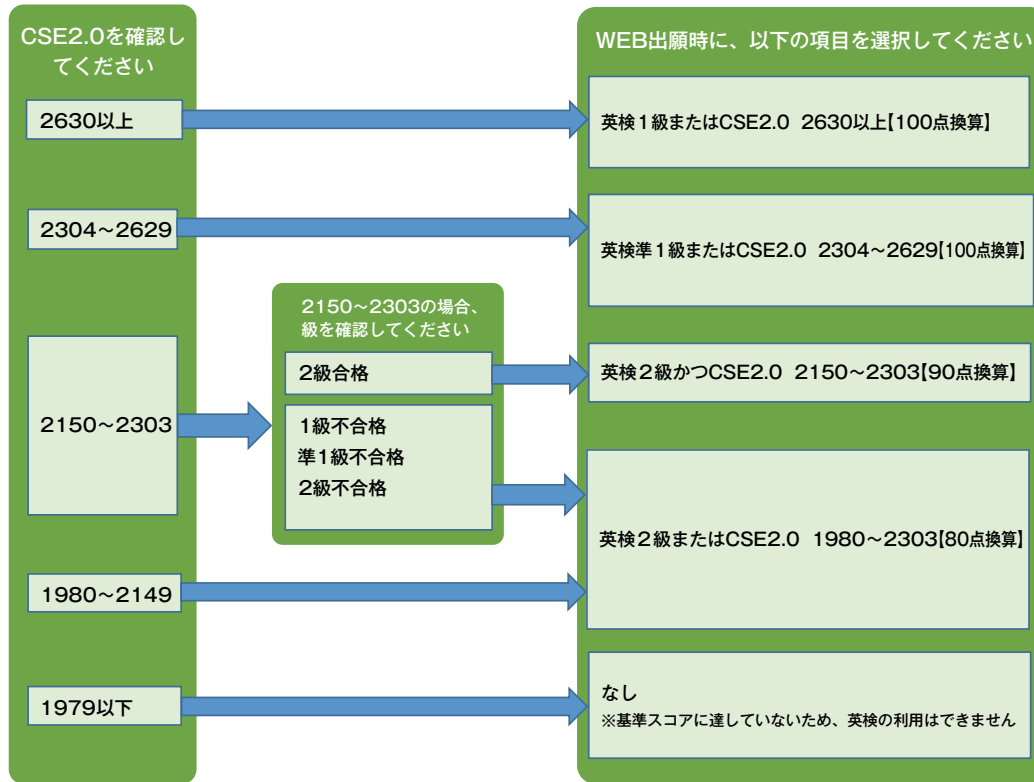 CSE2.0を確認し
てください
2630以上
2304〜2629
2150〜2303
1980〜2149
1979以下
2150〜2303の場合、
級を確認してください
2級合格
1級不合格
準1級不合格
2級不合格
WEB出願時に、以下の項目を選択してください
英検1級またはCSE2.0 2630以上【100点換算】
英検準1級またはCSE2.0 2304〜2629【100点換算】
英検2級かつCSE2.0 2150〜2303【90点換算】
英検2級またはCSE2.0 1980〜2303【80点換算】
なし
※基準スコアに達していないため、英検の利用はできません